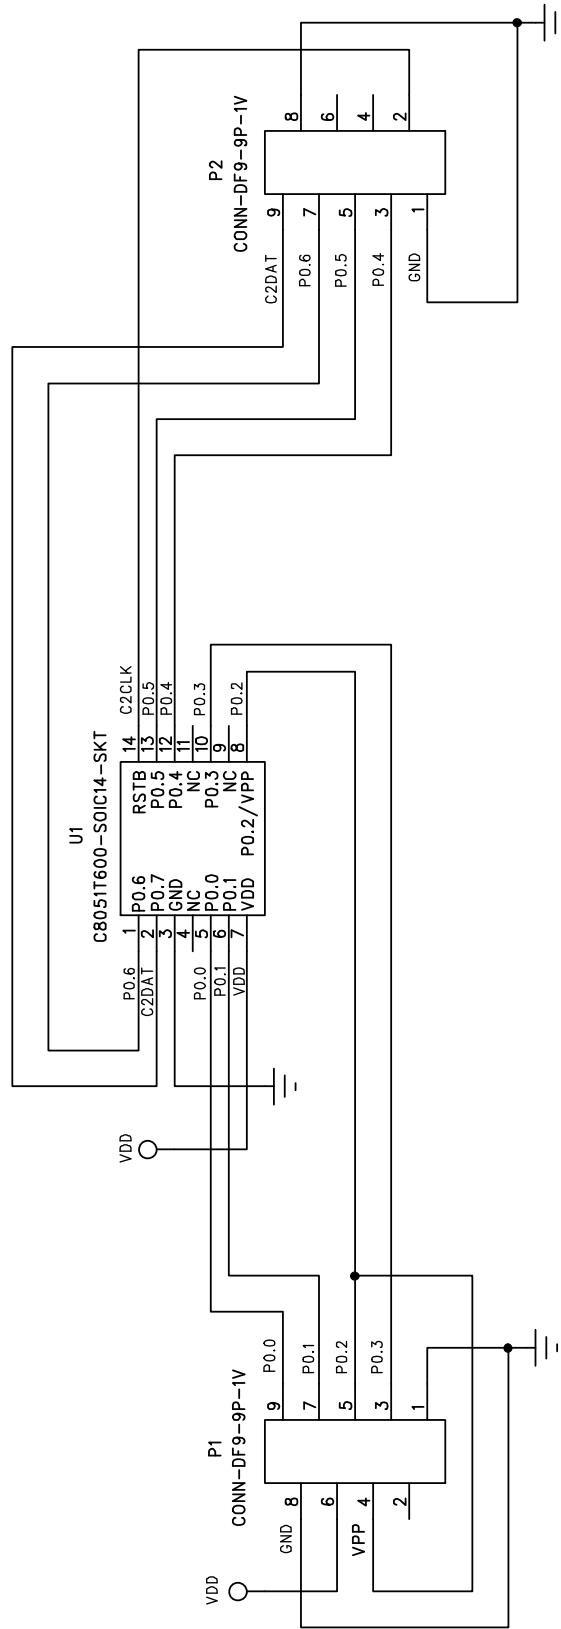 P2
CONN-DF9-9P-1V
8
6
4
2
9
7
5
3
1
C2DAT
P0.6
P0.5
P0.4
GND
U1
C8051T600-SOIC14-SKT
C2CLK
P0.5
P0.4
P0.3
P0.2
14
13
12
11
10
9
8
RSTB
P0.5
P0.4
NC
P0.3
NC
P0.2/VPP
P0.6
P0.7
GND
NC
P0.0
P0.1
VDD
1
2
3
4
5
6
7
P0.6
C2DAT
P0.0
P0.1
VDD
VDD
P0.0
P0.1
P0.2
P0.3
P1
CONN-DF9-9P-1V
9
7
5
3
1
8
6
4
2
GND
VPP
VDD